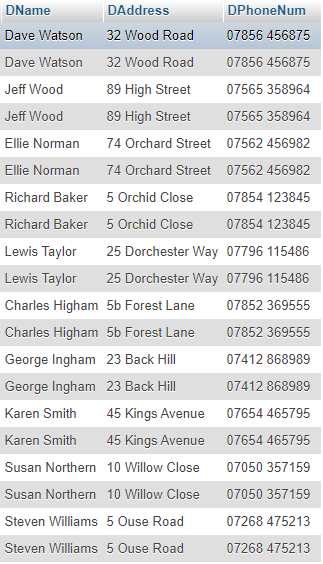 DName DAddress DPhoneNum
Dave Watson 32 Wood Road 07856 456875
Dave Watson 32 Wood Road 07856 456875
Jeff Wood 89 High Street 07565 358964
Jeff Wood 89 High Street 07565 358964
Ellie Norman 74 Orchard Street 07562 456982
Ellie Norman 74 Orchard Street 07562 456982
Richard Baker 5 Orchid Close 07854 123845
Richard Baker 5 Orchid Close 07854 123845
Lewis Taylor 25 Dorchester Way 07796 115486
Lewis Taylor 25 Dorchester Way 07796 115486
Charles Higham 5b Forest Lane 07852 369555
Charles Higham 5b Forest Lane 07852 369555
George Ingham 23 Back Hill 07412 868989
George Ingham 23 Back Hill 07412 868989
Karen Smith 45 Kings Avenue 07654 465795
Karen Smith 45 Kings Avenue 07654 465795
Susan Northern 10 Willow Close 07050 357159
Susan Northern 10 Willow Close 07050 357159
Steven Williams 5 Ouse Road 07268 475213
Steven Williams 5 Ouse Road 07268 475213